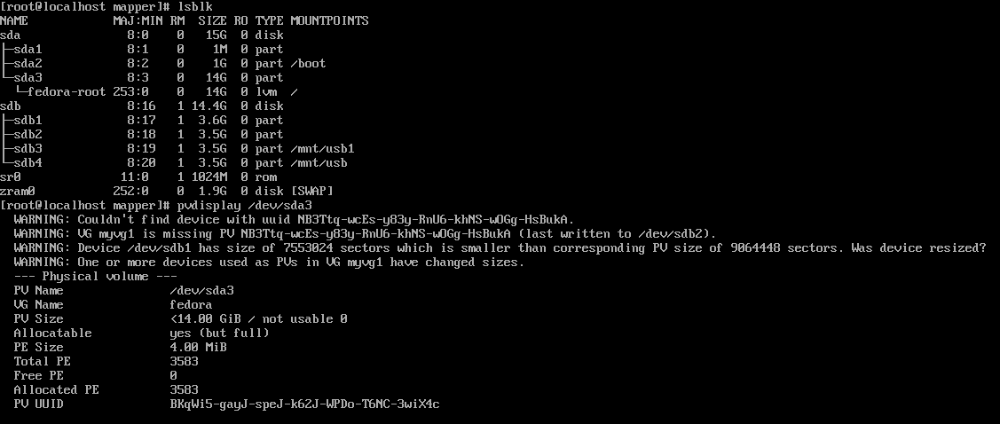 [root@localhost mapper]# lsblk
NAME            MAJ:MIN RM  SIZE RO TYPE MOUNTPOINTS
sda               8:0    0   15G  0 disk
├─sda1            8:1    0    1M  0 part
├─sda2            8:2    0    1G  0 part /boot
└─sda3            8:3    0   14G  0 part
  └─fedora-root 253:0    0   14G  0 lvm  /
sdb               8:16   1 14.4G  0 disk
├─sdb1            8:17   1  3.6G  0 part
├─sdb2            8:18   1  3.5G  0 part
├─sdb3            8:19   1  3.5G  0 part /mnt/usb1
└─sdb4            8:20   1  3.5G  0 part /mnt/usb
sr0              11:0    1 1024M  0 rom
zram0           252:0    0  1.9G  0 disk [SWAP]
[root@localhost mapper]# pvdisplay /dev/sda3
  WARNING: Couldn't find device with uuid NB3Ttq-wcEs-y83y-RnU6-khNS-wOGg-HsBukA.
  WARNING: VG myvg1 is missing PV NB3Ttq-wcEs-y83y-RnU6-khNS-wOGg-HsBukA (last written to /dev/sdb2).
  WARNING: Device /dev/sdb1 has size of 7553024 sectors which is smaller than corresponding PV size of 9064448 sectors. Was device resized?
  WARNING: One or more devices used as PVs in VG myvg1 have changed sizes.
  --- Physical volume ---
  PV Name               /dev/sda3
  VG Name               fedora
  PV Size               <14.00 GiB / not usable 0
  Allocatable           yes (but full)
  PE Size               4.00 MiB
  Total PE              3583
  Free PE               0
  Allocated PE          3583
  PV UUID               BKqWi5-gayJ-speJ-k62J-WPDo-T6NC-3wiX4c